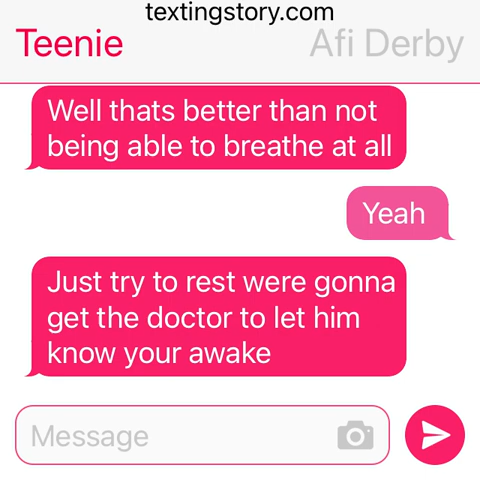 textingstory.com
Teenie Afi Derby
Well thats better than not
being able to breathe at all
Yeah
Just try to rest were gonna
get the doctor to let him
know your awake
Message